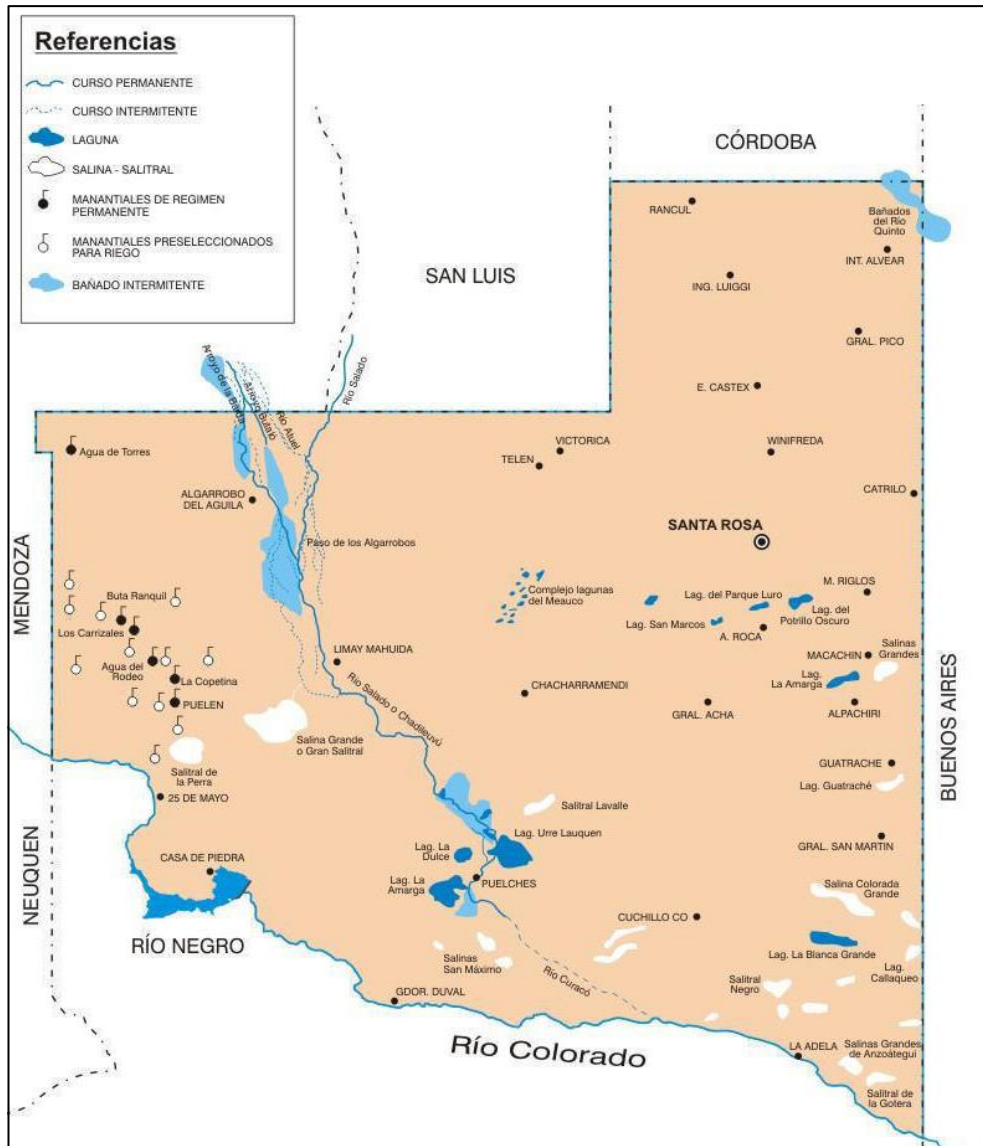 Referencias
CURSO PERMANENTE
CURSO INTERMITENTE
LAGUNA
SALINA - SALITRAL
MANANTIALES DE REGIMEN
PERMANENTE
MANANTIALES PRESELECCIONADOS
PARA RIEGO
BAÑADO INTERMITENTE
CÓRDOBA
SAN LUIS
MENDOZA
NEUQUEN
RÍO NEGRO
BUENOS AIRES
RANCUL
Bañados
del Río
Quinto
INT. ALVEAR
ING. LUIGGI
GRAL. PICO
E. CASTEX
Arroyo de la Barda
Arroyo Butaló
Río Atuel
Río Salado
Agua de Torres
VICTORICA
TELEN
WINIFREDA
ALGARROBO
DEL AGUILA
CATRILO
SANTA ROSA
Paso de los Algarrobos
Buta Ranquil
Los Carrizales
Agua del
Rodeo
La Copetina
PUELEN
Complejo lagunas
del Meauco
Lag. del Parque Luro
M. RIGLOS
Lag. San Marcos
Lag. del
Potrillo Oscuro
A. ROCA
MACACHIN
Salinas
Grandes
Lag.
La Amarga
LIMAY MAHUIDA
Río Salado o Chadileuvú
CHACHARRAMENDI
GRAL. ACHA
ALPACHIRI
Salina Grande
o Gran Salitral
Salitral de
la Perra
25 DE MAYO
GUATRACHE
Lag. Guatraché
Salitral Lavalle
Lag. Urre Lauquen
Lag. La
Dulce
GRAL. SAN MARTIN
CASA DE PIEDRA
Lag. La
Amarga
PUELCHES
Salina Colorada
Grande
CUCHILLO CO
Lag. La Blanca Grande
Lag.
Callaqueo
Salinas
San Máximo
Río Curacó
Salitral
Negro
GDOR. DUVAL
Río Colorado
LA ADELA
Salinas Grandes
de Anzoátegui
Salitral de
la Gotera